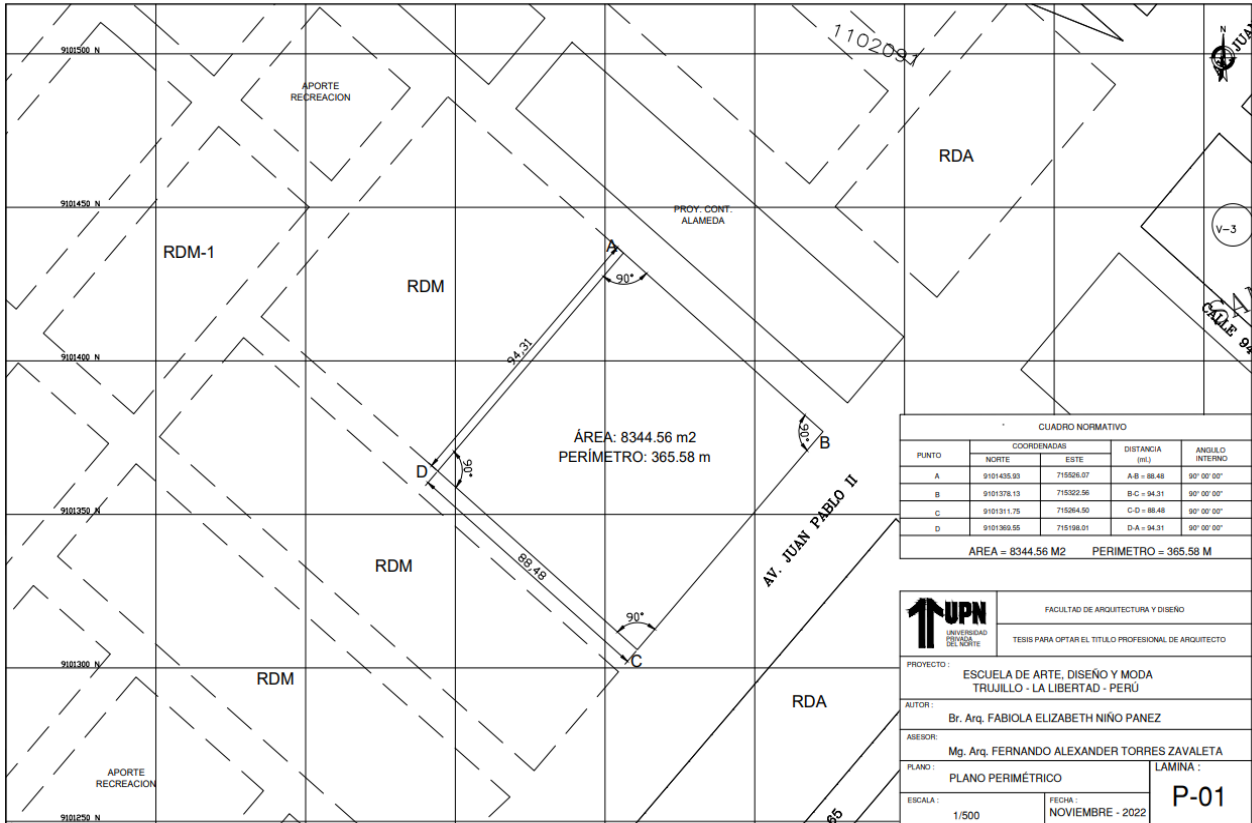 1102091
N
JUAN
9101500 N
APORTE
RECREACION
RDA
9101450 N
PROY. CONT.
ALAMEDA
V-3
RDM-1
A
RDM
90°
CALLE 94
9101400 N
94,31
ÁREA: 8344.56 m2
PERÍMETRO: 365.58 m
90°
B
D
90°
9101350 N
AV. JUAN PABLO II
RDM
88,48
90°
C
9101300 N
RDM
RDA
APORTE
RECREACION
9101250 N
65
CUADRO NORMATIVO
PUNTO COORDENADAS DISTANCIA (ml.) ANGULO INTERNO
NORTE ESTE
A 9101435.93 715526.07 A-B = 88.48 90° 00' 00"
B 9101378.13 715322.56 B-C = 94.31 90° 00' 00"
C 9101311.75 715264.50 C-D = 88.48 90° 00' 00"
D 9101369.55 715198.01 D-A = 94.31 90° 00' 00"
AREA = 8344.56 M2 PERIMETRO = 365.58 M
UPN
UNIVERSIDAD
PRIVADA
DEL NORTE
FACULTAD DE ARQUITECTURA Y DISEÑO
TESIS PARA OPTAR EL TITULO PROFESIONAL DE ARQUITECTO
PROYECTO :
ESCUELA DE ARTE, DISEÑO Y MODA
TRUJILLO - LA LIBERTAD - PERÚ
AUTOR :
Br. Arq. FABIOLA ELIZABETH NIÑO PANEZ
ASESOR:
Mg. Arq. FERNANDO ALEXANDER TORRES ZAVALETA
PLANO :
PLANO PERIMÉTRICO
LAMINA :
P-01
ESCALA :
1/500
FECHA :
NOVIEMBRE - 2022